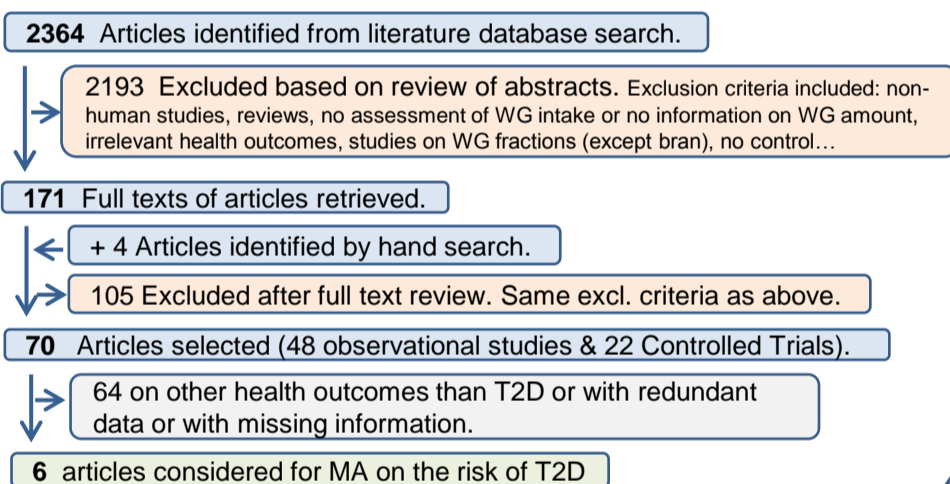 2364 Articles identified from literature database search.
2193 Excluded based on review of abstracts. Exclusion criteria included: non-
human studies, reviews, no assessment of WG intake or no information on WG amount,
irrelevant health outcomes, studies on WG fractions (except bran), no control…
171 Full texts of articles retrieved.
+ 4 Articles identified by hand search.
105 Excluded after full text review. Same excl. criteria as above.
70 Articles selected (48 observational studies & 22 Controlled Trials).
64 on other health outcomes than T2D or with redundant
data or with missing information.
6 articles considered for MA on the risk of T2D